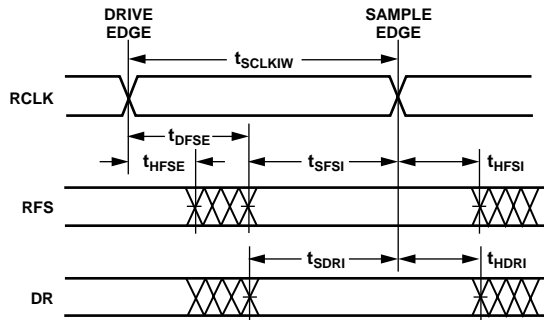 DRIVE EDGE
SAMPLE EDGE
tSCLKIW
RCLK
tDFSE
tHFSE
tSFSI
tHFSI
RFS
tSDRI
tHDRI
DR